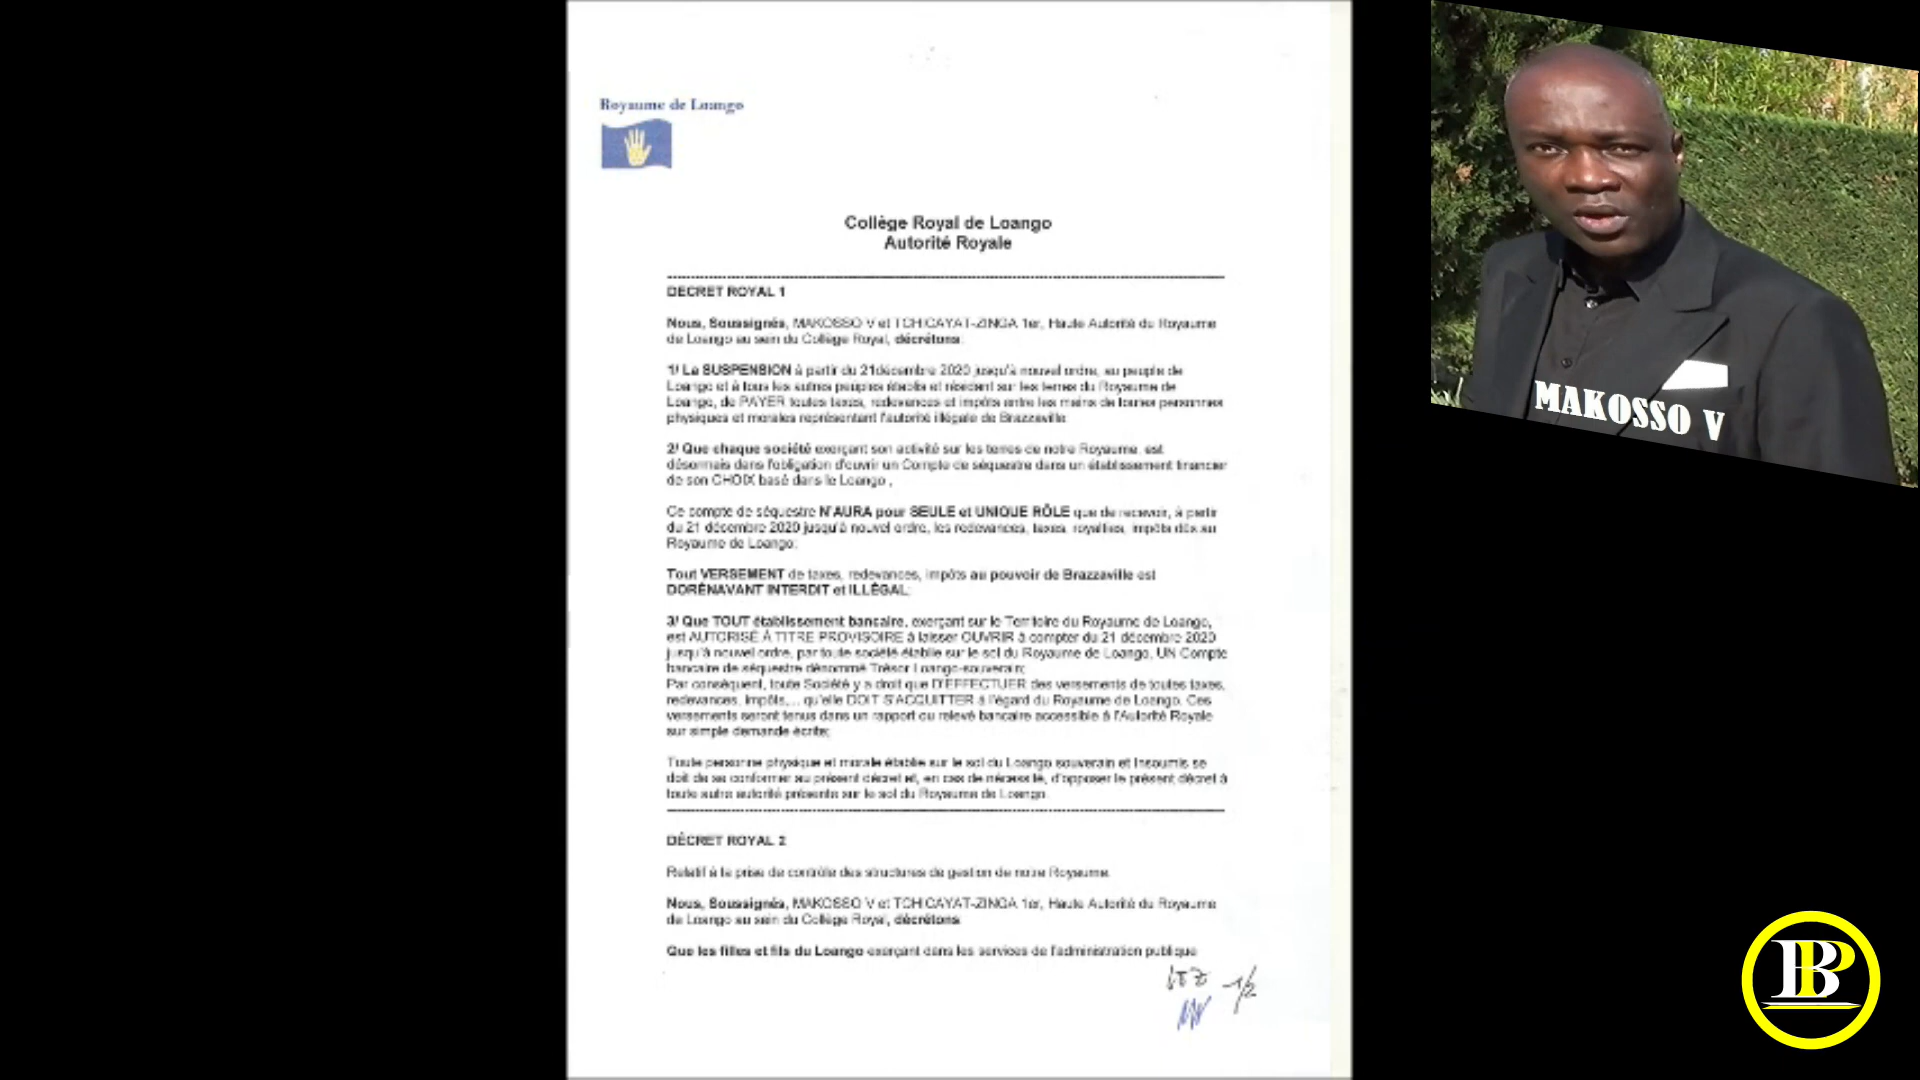 Royaume de Loango
Collège Royal de Loango
Autorité Royale
DECRET ROYAL 1
Nous, Soussignés, MAKOSSO V et TCHICAYAT-ZINGA 1er, Haute Autorité du Royaume
de Loango au sein du Collège Royal, décrétons:
1/ La SUSPENSION à partir du 21décembre 2020 jusqu'à nouvel ordre, au peuple de
Loango et à tous les autres peuples établis et résidant sur les terres du Royaume de
Loango, de PAYER toutes taxes, redevances et impôts entre les mains de toutes personnes
physiques et morales représentant l'autorité illégale de Brazzaville
2/ Que chaque société exerçant son activité sur les terres de notre Royaume, est
désormais dans l'obligation d'ouvrir un Compte de séquestre dans un établissement financier
de son CHOIX basé dans le Loango ,
Ce compte de séquestre N'AURA pour SEULE et UNIQUE RÔLE que de recevoir, à partir
du 21 décembre 2020 jusqu'à nouvel ordre, les redevances, taxes, royalties, impôts dûs au
Royaume de Loango;
Tout VERSEMENT de taxes, redevances, impôts au pouvoir de Brazzaville est
DORÉNAVANT INTERDIT et ILLÉGAL;
3/ Que TOUT établissement bancaire, exerçant sur le Territoire du Royaume de Loango,
est AUTORISÉ À TITRE PROVISOIRE à laisser OUVRIR à compter du 21 décembre 2020
jusqu'à nouvel ordre, par toute société établie sur le sol du Royaume de Loango, UN Compte
bancaire de séquestre dénommé Trésor Loango-souverain;
Par conséquent, toute Société y a droit que D'EFFECTUER des versements de toutes taxes,
redevances, impôts,... qu'elle DOIT S'ACQUITTER à l'égard du Royaume de Loango. Ces
versements seront tenus dans un rapport ou relevé bancaire accessible à l'Autorité Royale
sur simple demande écrite;
Toute personne physique et morale établie sur le sol du Loango souverain et insoumis se
doit de se conformer au présent décret et, en cas de nécessité, d'opposer le présent décret à
toute autre autorité présente sur le sol du Royaume de Loango.
DÉCRET ROYAL 2
Relatif à la prise de contrôle des structures de gestion de notre Royaume.
Nous, Soussignés, MAKOSSO V et TCHICAYAT-ZINGA 1er, Haute Autorité du Royaume
de Loango au sein du Collège Royal, décrétons
Que les filles et fils du Loango exerçant dans les services de l'administration publique
1/2
MV
MAKOSSO V